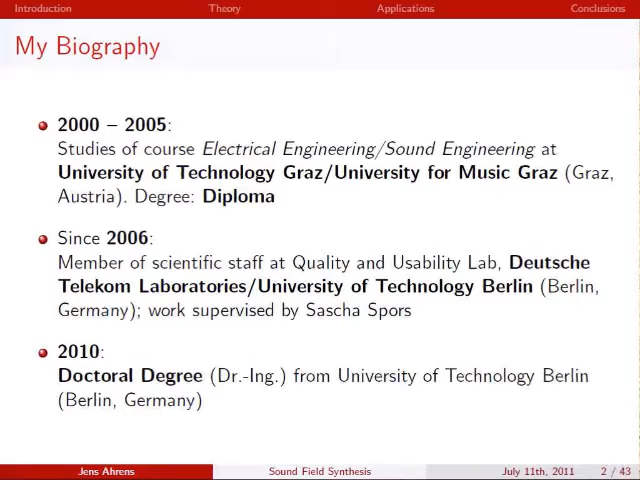 Introduction Theory Applications Conclusions
My Biography
2000 – 2005:
Studies of course Electrical Engineering/Sound Engineering at
University of Technology Graz/University for Music Graz (Graz,
Austria). Degree: Diploma
Since 2006:
Member of scientific staff at Quality and Usability Lab, Deutsche
Telekom Laboratories/University of Technology Berlin (Berlin,
Germany); work supervised by Sascha Spors
2010:
Doctoral Degree (Dr.-Ing.) from University of Technology Berlin
(Berlin, Germany)
Jens Ahrens Sound Field Synthesis July 11th, 2011 2 / 43